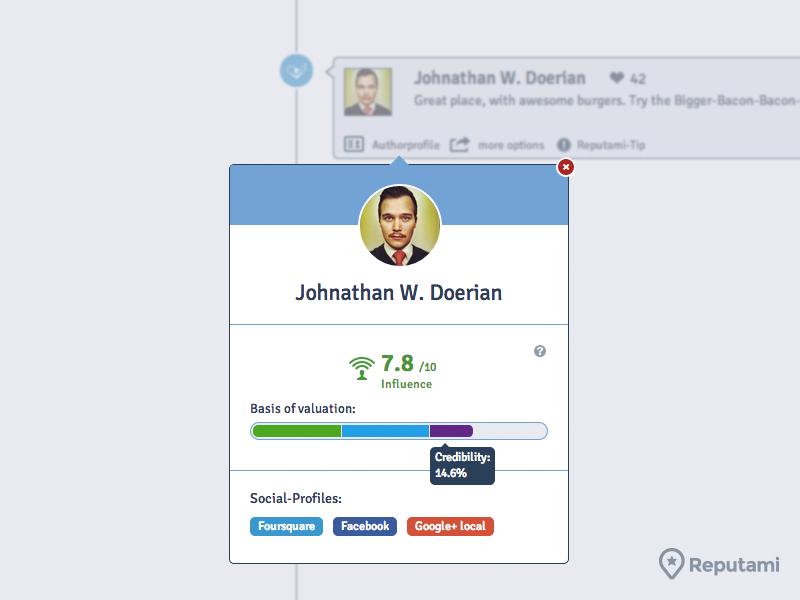 Johnathan W. Doerian 42
Great place, with awesome burgers. Try the Bigger-Bacon-Bacon-
Authorprofile more options Reputami-Tip
Johnathan W. Doerian
7.8 /10
Influence
Basis of valuation:
Credibility:
14.6%
Social-Profiles:
Foursquare Facebook Google+ local
Reputami